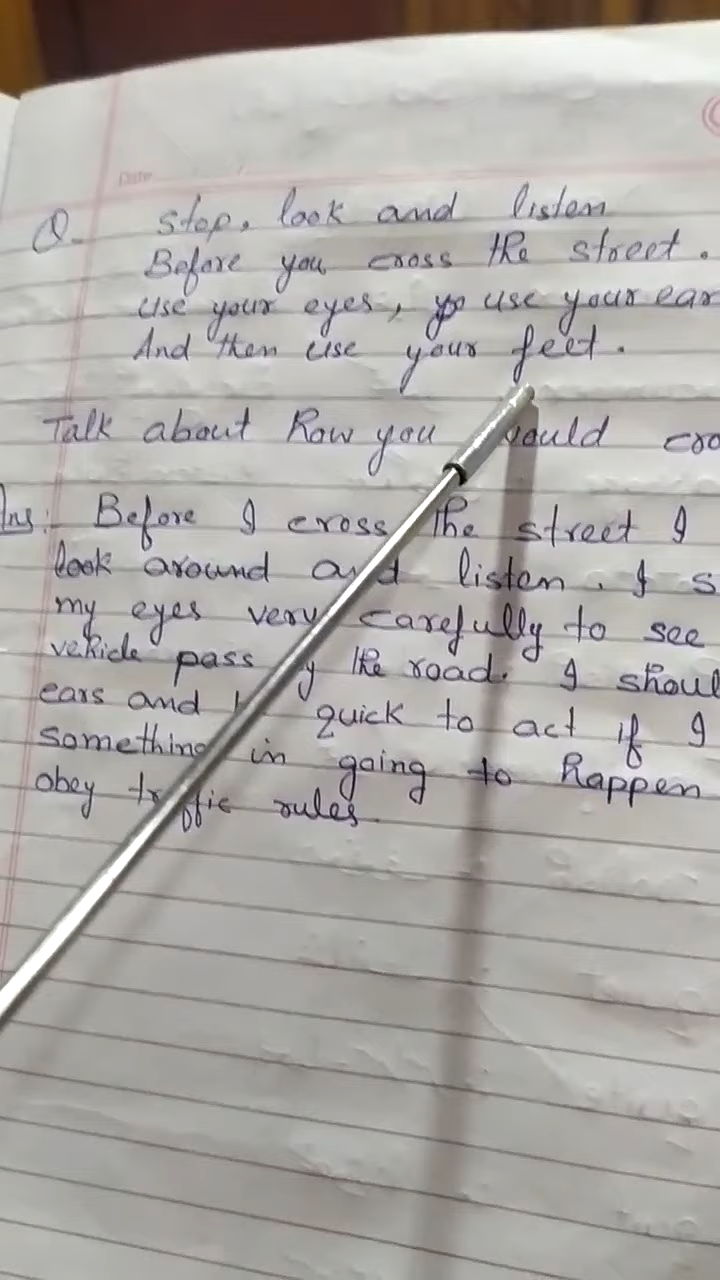 Date
Q. Stop, look and listen
Before you cross the street.
Use your eyes, use your ear
And then use your feet.
Talk about how you would cro
Ans: Before I cross the street I
look around and listen. I s
my eyes very carefully to see
vehicle pass the road. I shoul
ears and quick to act if I
something in going to happen
obey traffic rules.